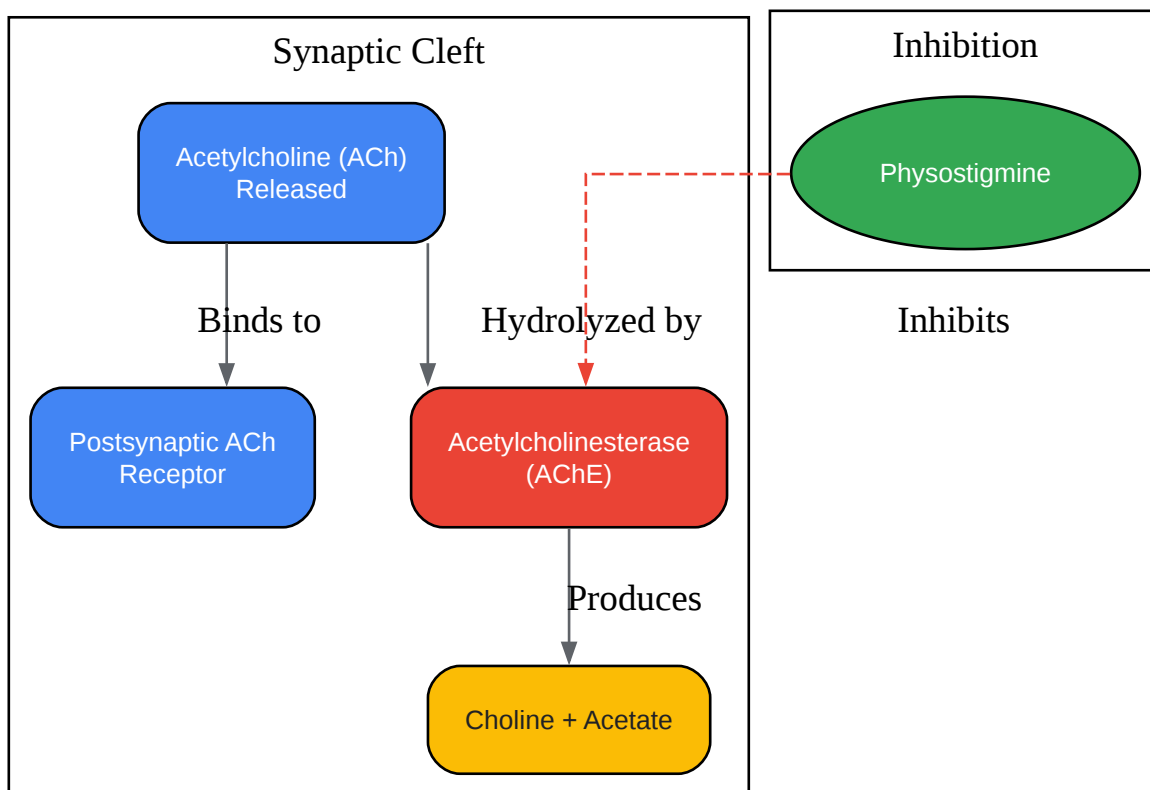 Synaptic Cleft
Inhibition
Acetylcholine (ACh)
Released
Physostigmine
Binds to
Hydrolyzed by
Inhibits
Postsynaptic ACh
Receptor
Acetylcholinesterase
(AChE)
Produces
Choline + Acetate